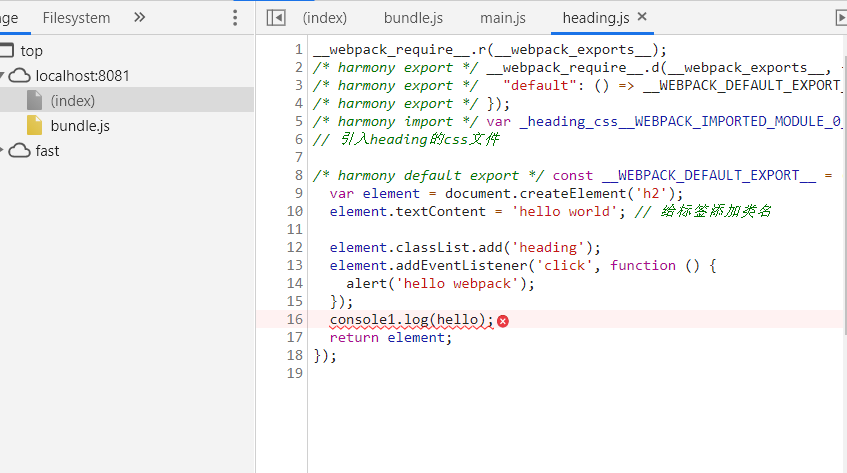 ge Filesystem »
(index) bundle.js main.js heading.js ×
top
localhost:8081
(index)
bundle.js
fast
1 __webpack_require__.r(__webpack_exports__);
2 /* harmony export */ __webpack_require__.d(__webpack_exports__,
3 /* harmony export */   "default": () => __WEBPACK_DEFAULT_EXPORT_
4 /* harmony export */ });
5 /* harmony import */ var _heading_css__WEBPACK_IMPORTED_MODULE_0_
6 // 引入heading的css文件
7
8 /* harmony default export */ const __WEBPACK_DEFAULT_EXPORT__ =
9   var element = document.createElement('h2');
10   element.textContent = 'hello world'; // 给标签添加类名
11
12   element.classList.add('heading');
13   element.addEventListener('click', function () {
14     alert('hello webpack');
15   });
16   console1.log(hello);
17   return element;
18 });
19